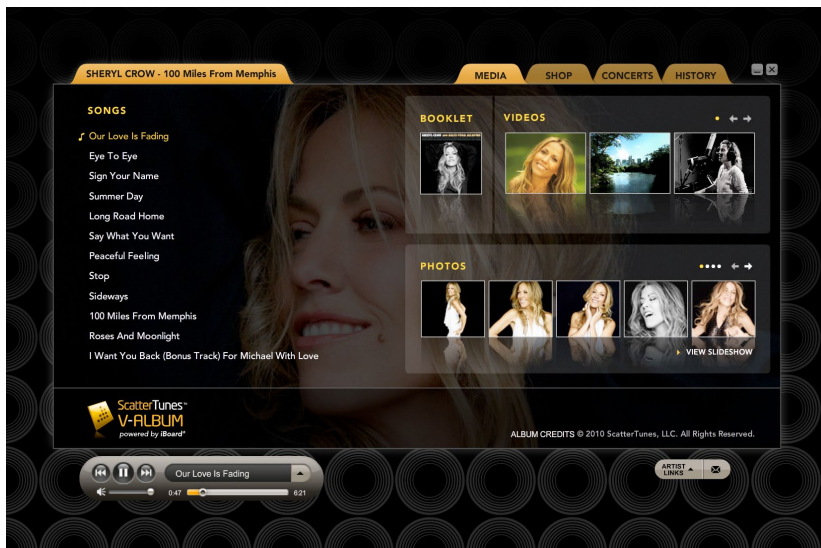 SHERYL CROW - 100 Miles From Memphis
MEDIA
SHOP
CONCERTS
HISTORY
SONGS
Our Love Is Fading
Eye To Eye
Sign Your Name
Summer Day
Long Road Home
Say What You Want
Peaceful Feeling
Stop
Sideways
100 Miles From Memphis
Roses And Moonlight
I Want You Back (Bonus Track) For Michael With Love
BOOKLET
VIDEOS
PHOTOS
VIEW SLIDESHOW
ScatterTunes™
V-ALBUM
powered by iBoard®
ALBUM CREDITS © 2010 ScatterTunes, LLC. All Rights Reserved.
Our Love Is Fading
0:47
6:21
ARTIST
LINKS